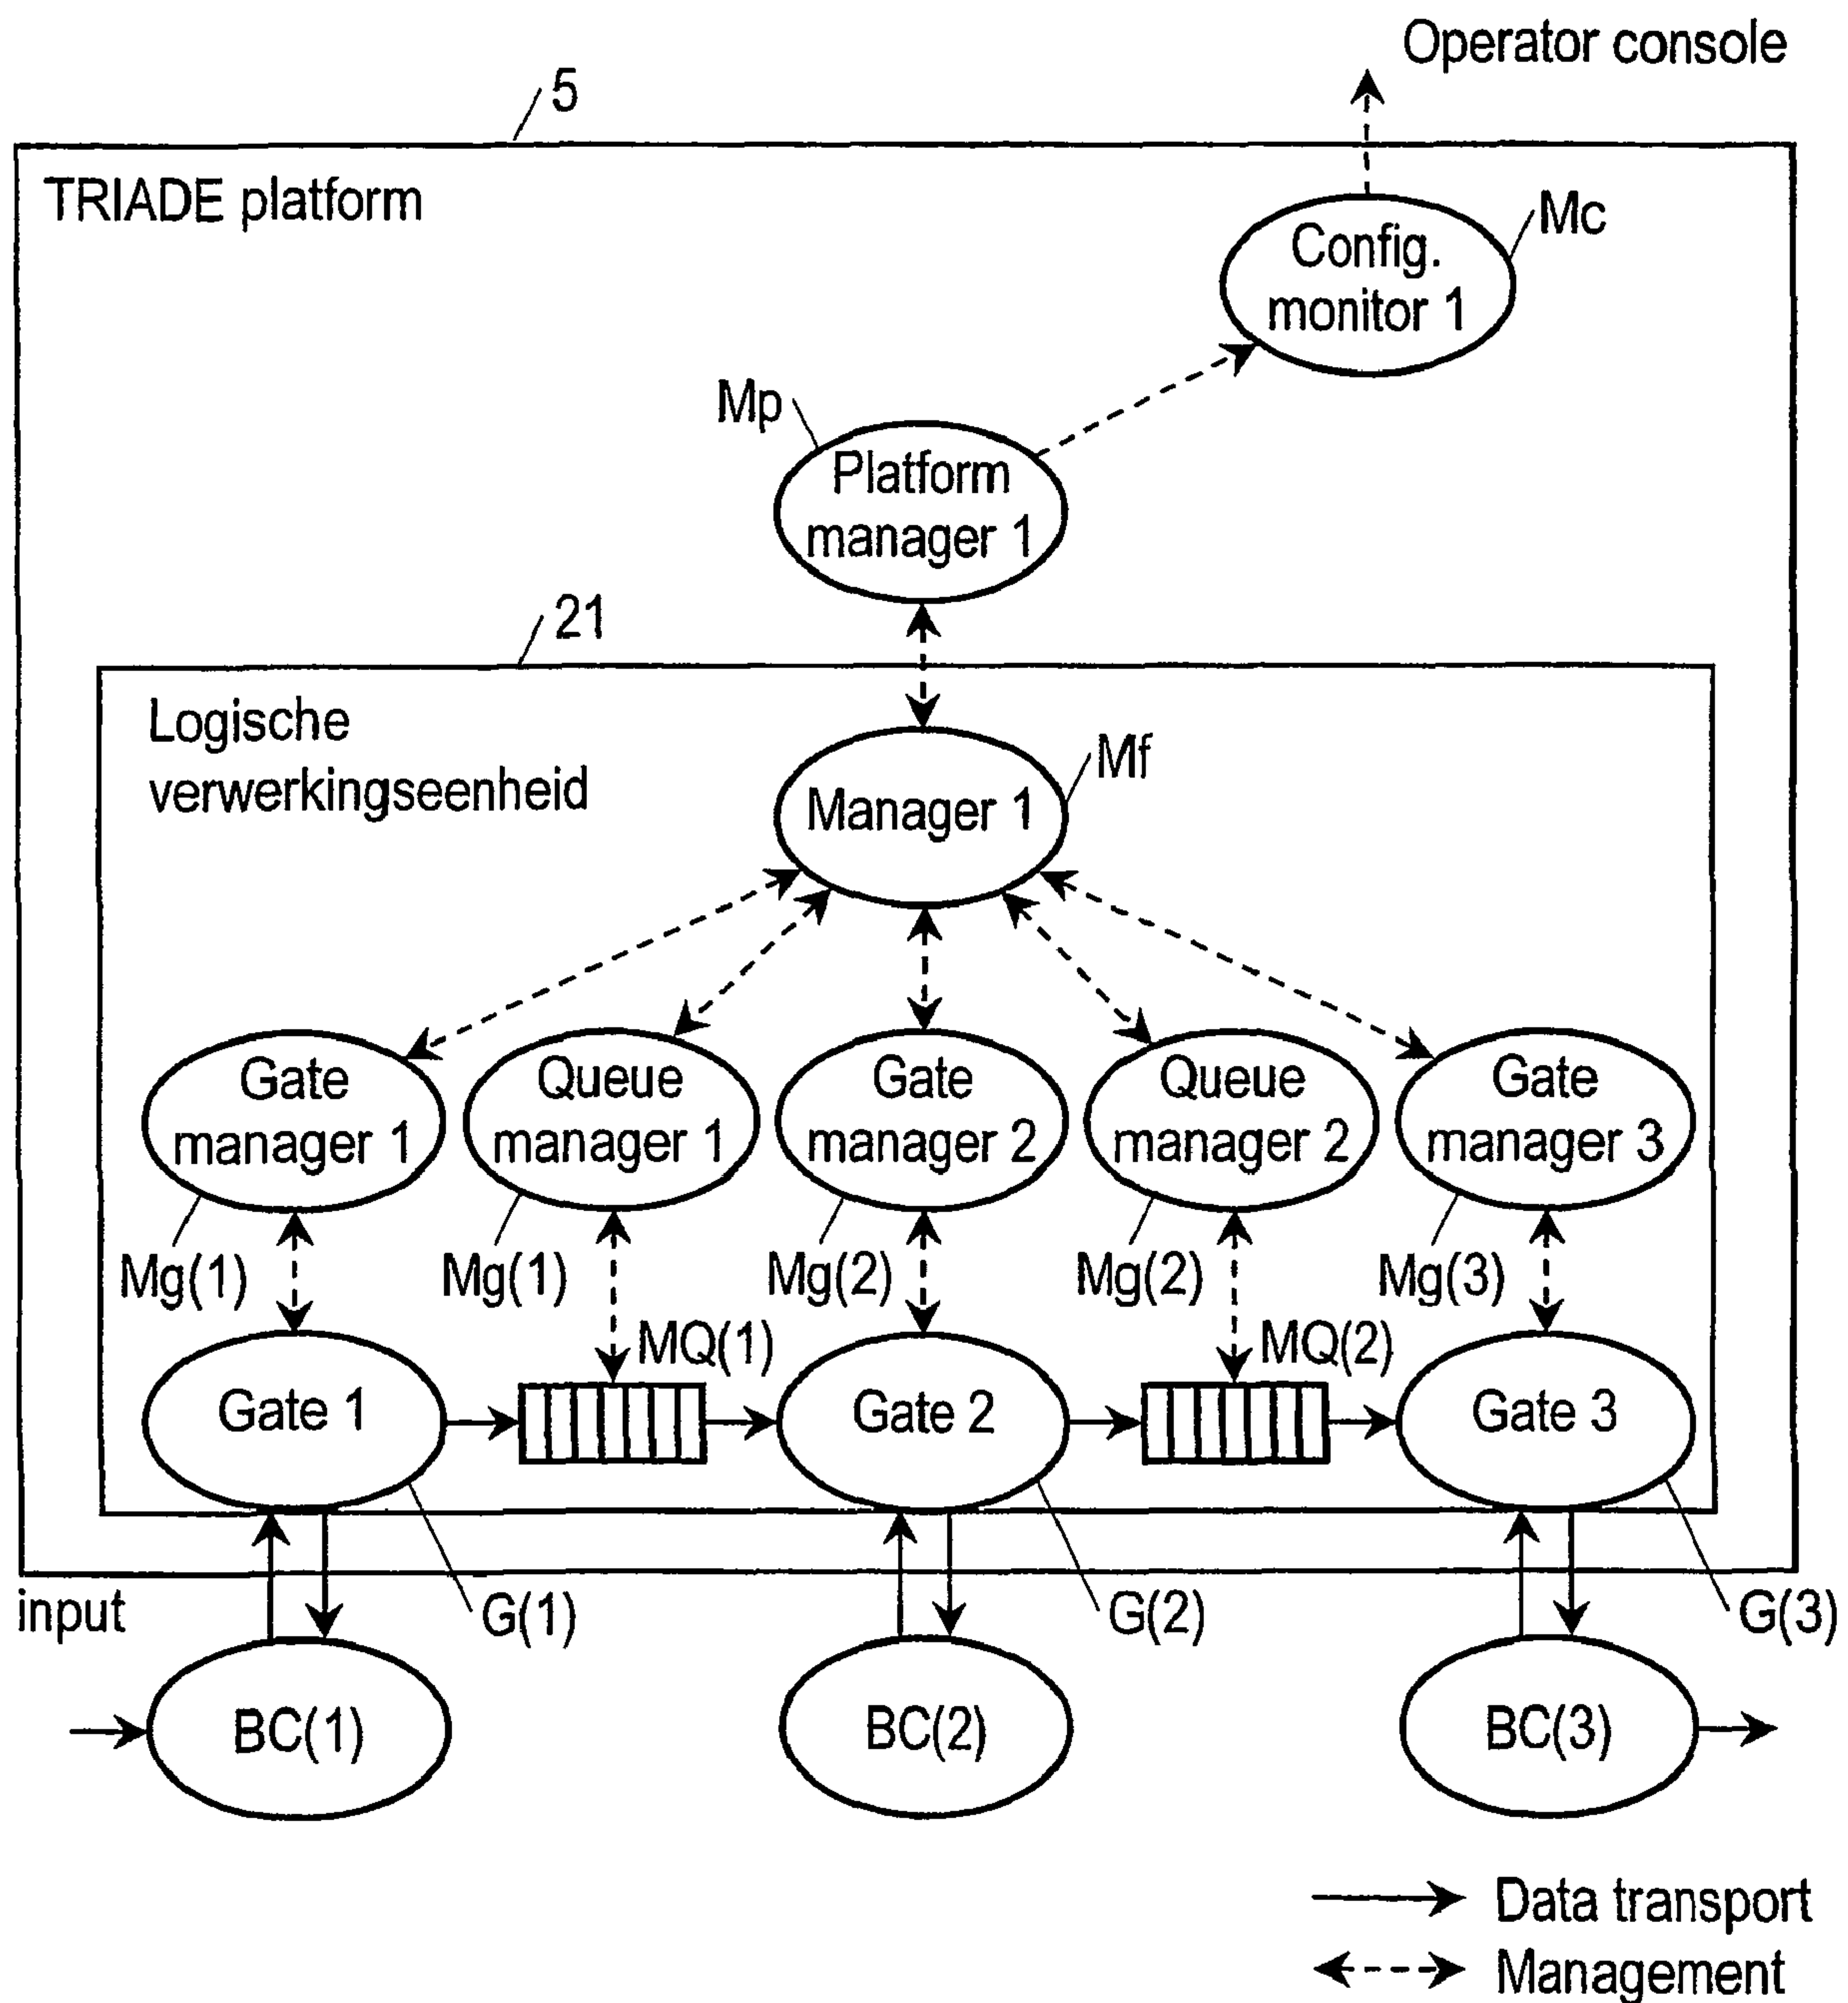 Operator console
5
TRIADE platform
Config.
monitor 1
Mc
Mp
Platform
manager 1
21
Logische
verwerkingseenheid
Manager 1
Mf
Gate
manager 1
Queue
manager 1
Gate
manager 2
Queue
manager 2
Gate
manager 3
Mg(1)
Mg(1)
Mg(2)
Mg(2)
Mg(3)
MQ(1)
MQ(2)
Gate 1
Gate 2
Gate 3
input
G(1)
G(2)
G(3)
BC(1)
BC(2)
BC(3)
Data transport
Management